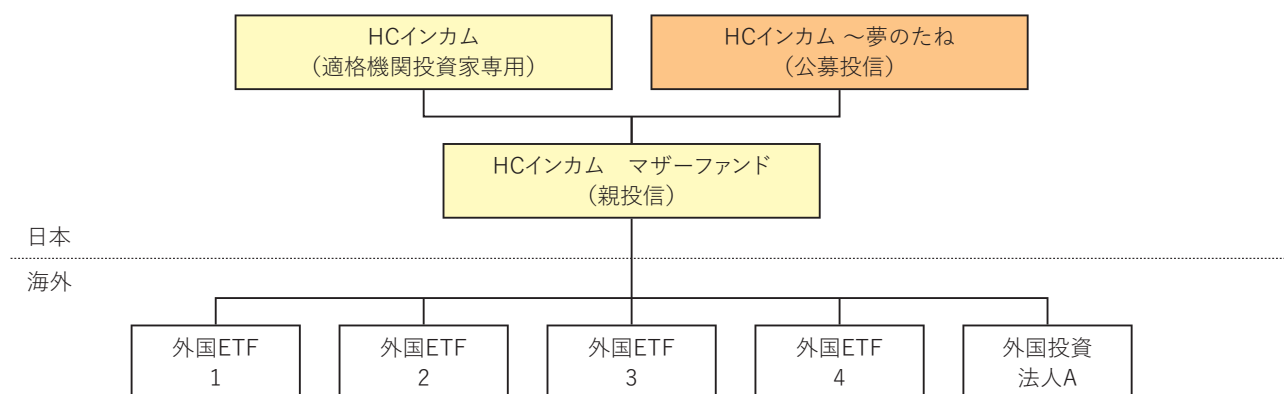 HCインカム
（適格機関投資家専用）
HCインカム ～夢のたね
（公募投信）
HCインカム　マザーファンド
（親投信）
日本
海外
外国ETF
1
外国ETF
2
外国ETF
3
外国ETF
4
外国投資
法人A